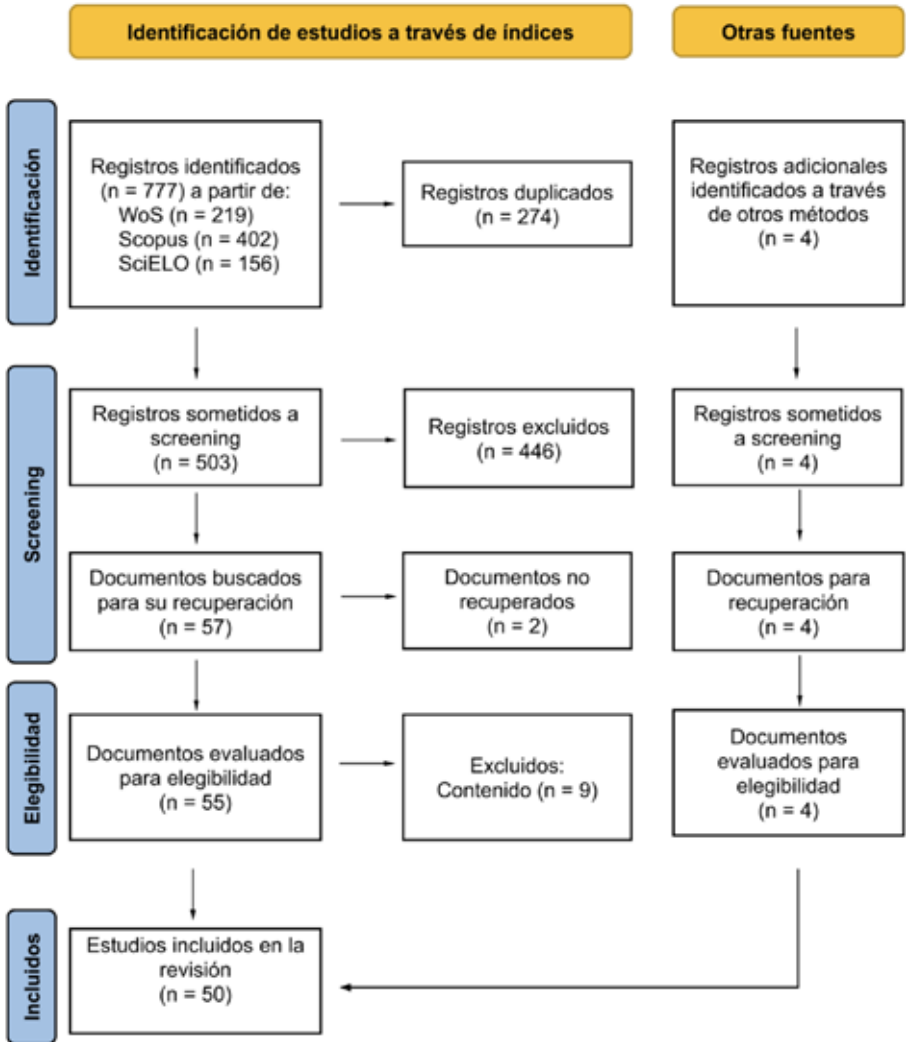 Identificación de estudios a través de índices
Otras fuentes
Identificación
Registros identificados
(n = 777) a partir de:
WoS (n = 219)
Scopus (n = 402)
SciELO (n = 156)
Registros duplicados
(n = 274)
Registros adicionales
identificados a través
de otros métodos
(n = 4)
Screening
Registros sometidos a
screening
(n = 503)
Registros excluidos
(n = 446)
Registros sometidos
a screening
(n = 4)
Documentos buscados
para su recuperación
(n = 57)
Documentos no
recuperados
(n = 2)
Documentos para
recuperación
(n = 4)
Elegibilidad
Documentos evaluados
para elegibilidad
(n = 55)
Excluidos:
Contenido (n = 9)
Documentos
evaluados para
elegibilidad
(n = 4)
Incluidos
Estudios incluidos en la
revisión
(n = 50)